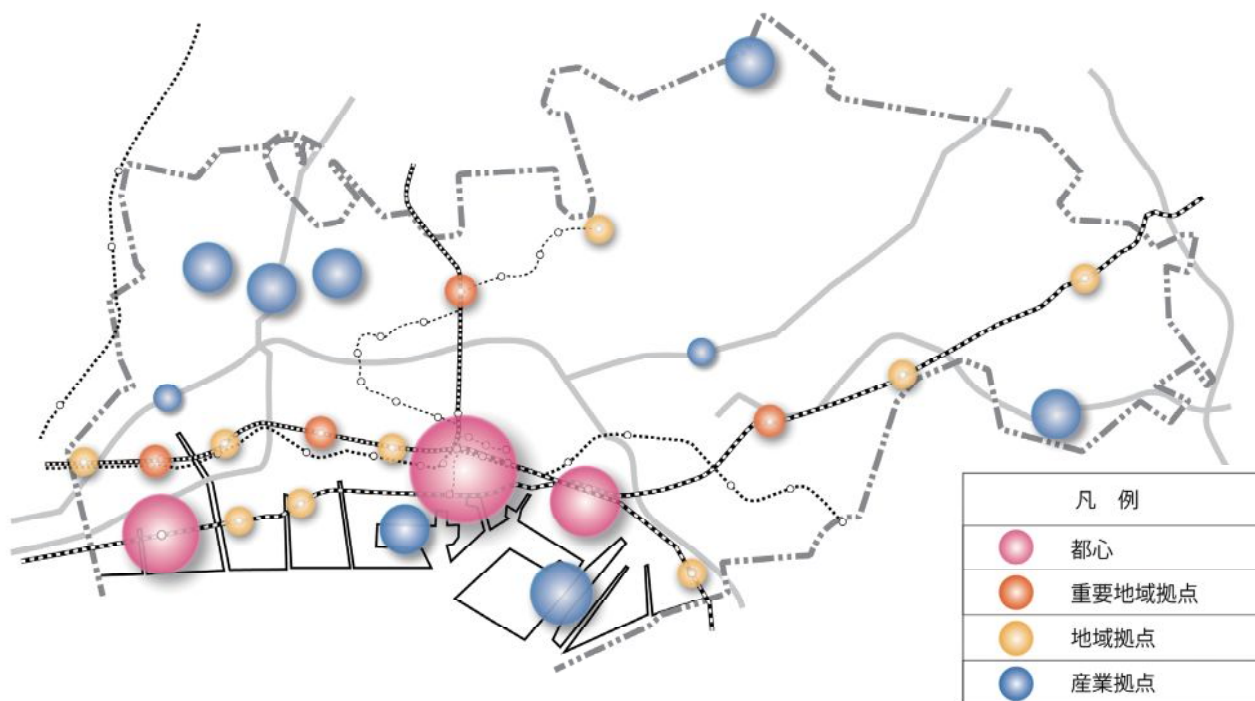 凡 例
都心
重要地域拠点
地域拠点
産業拠点